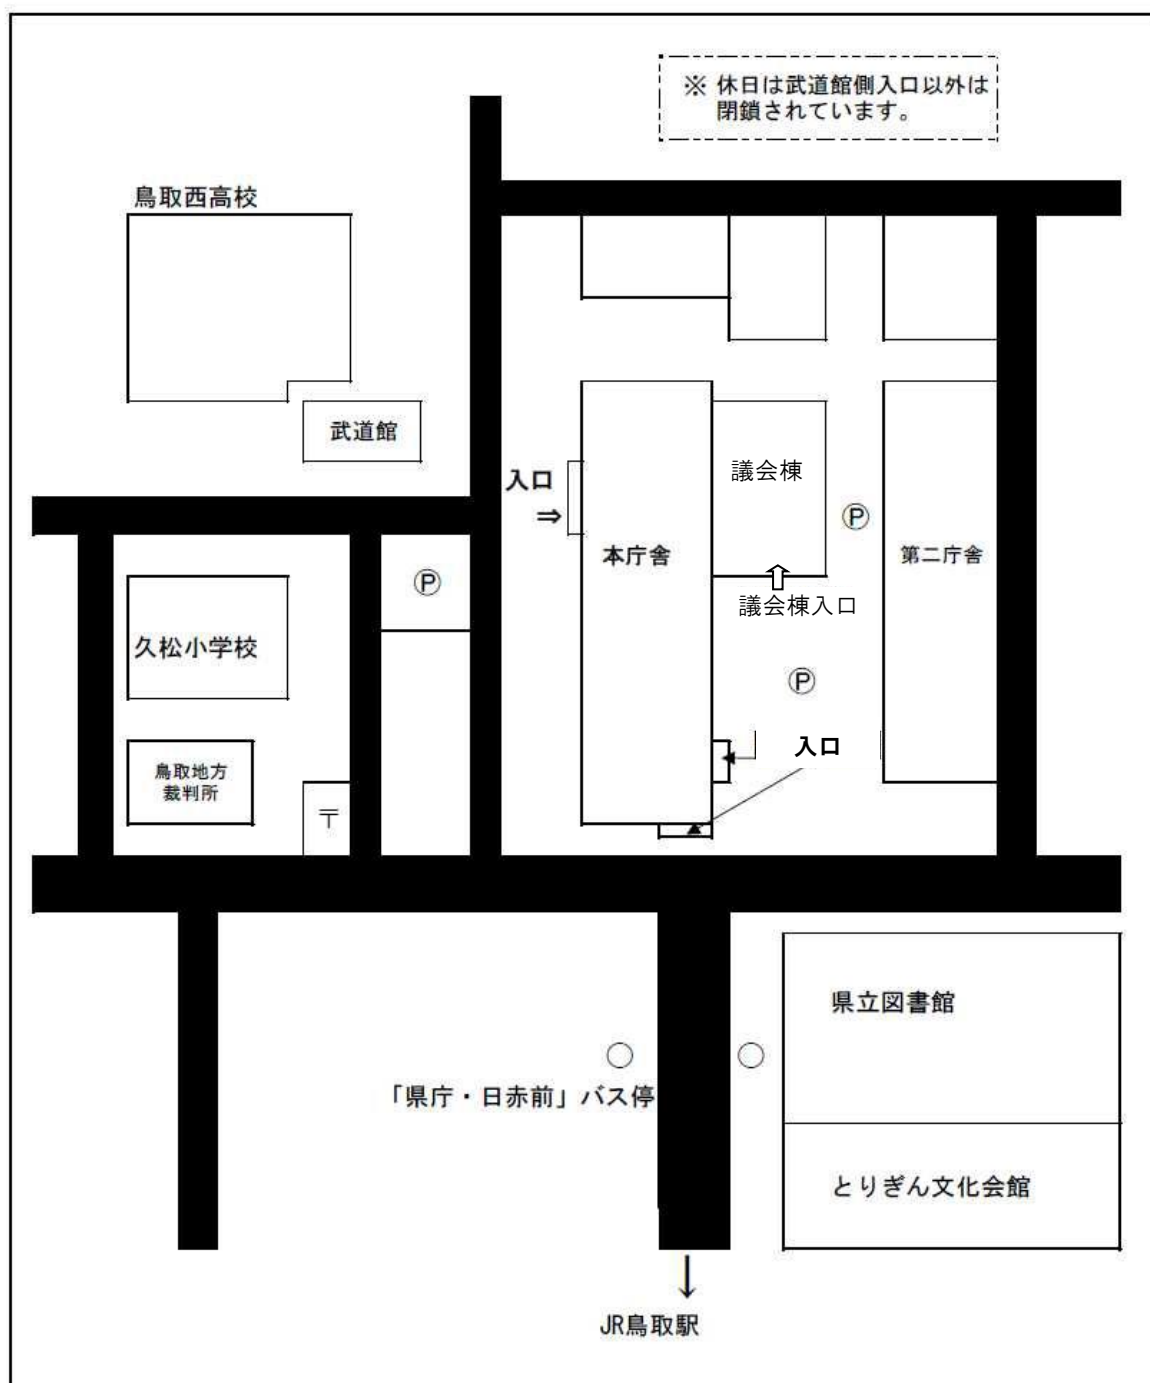 ※ 休日は武道館側入口以外は
閉鎖されています。
鳥取西高校
武道館
入口
⇒
議会棟
Ⓟ
本庁舎
第二庁舎
Ⓟ
議会棟入口
久松小学校
Ⓟ
入口
鳥取地方
裁判所
〒
県立図書館
「県庁・日赤前」バス停
とりぎん文化会館
JR鳥取駅